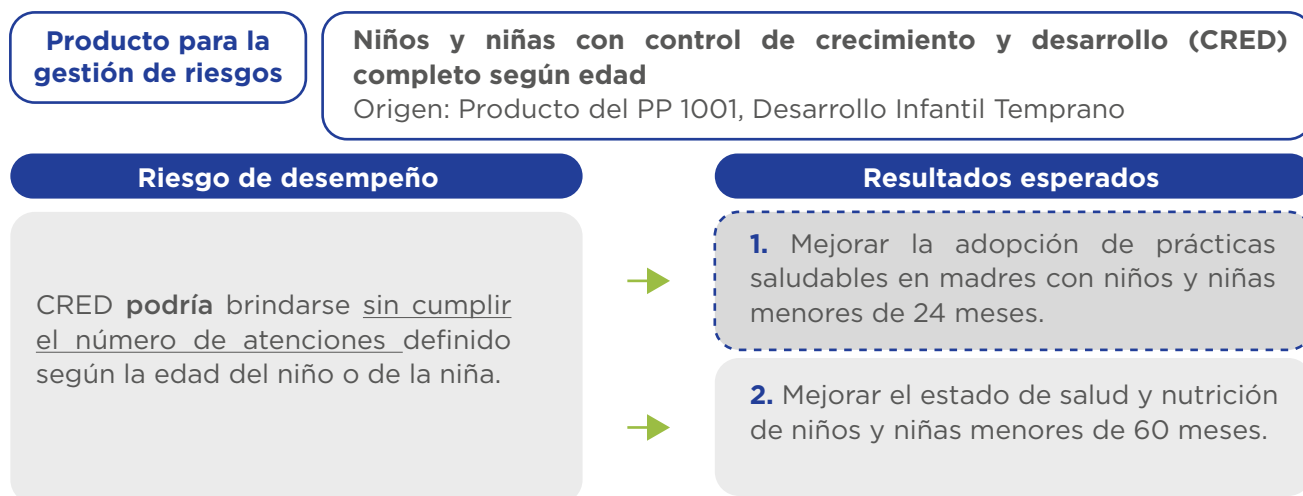 Producto para la
gestión de riesgos
Niños y niñas con control de crecimiento y desarrollo (CRED)
completo según edad
Origen: Producto del PP 1001, Desarrollo Infantil Temprano
Riesgo de desempeño
CRED podría brindarse sin cumplir
el número de atenciones definido
según la edad del niño o de la niña.
Resultados esperados
1. Mejorar la adopción de prácticas
saludables en madres con niños y niñas
menores de 24 meses.
2. Mejorar el estado de salud y nutrición
de niños y niñas menores de 60 meses.